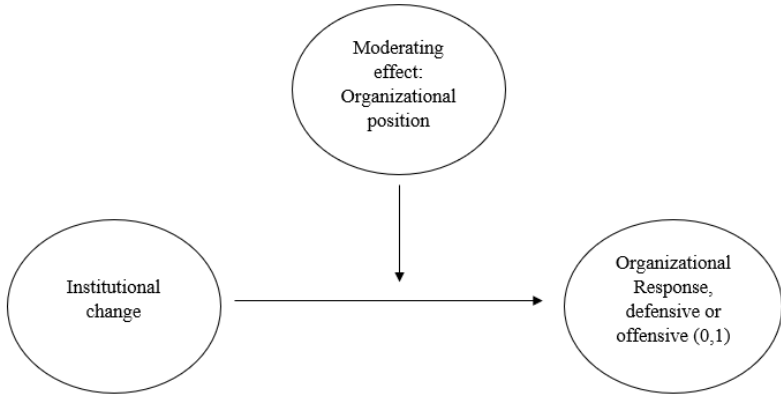 Moderating
effect:
Organizational
position
Institutional
change
Organizational
Response,
defensive or
offensive (0,1)